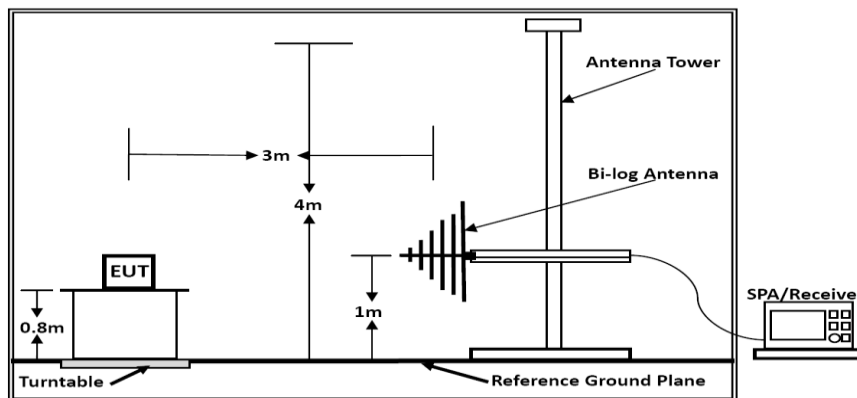 Antenna Tower
3m
Bi-log Antenna
4m
EUT
SPA/Receive
0.8m
1m
Turntable
Reference Ground Plane